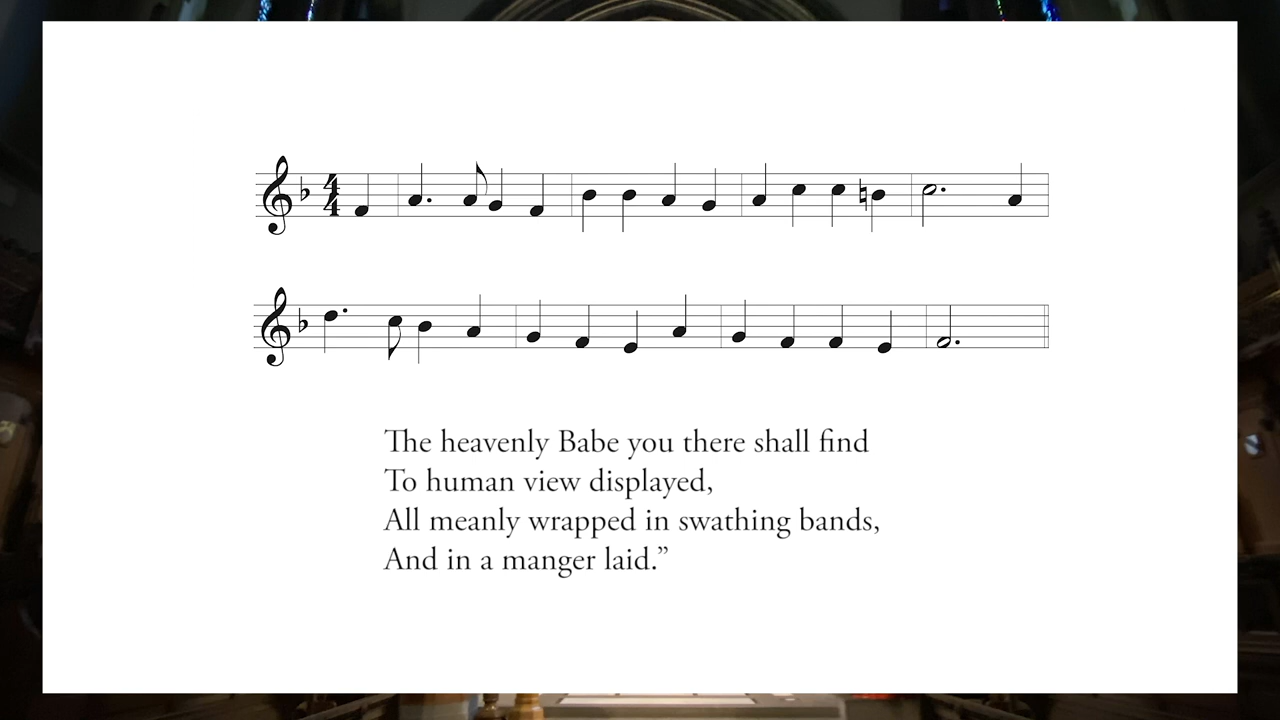 The heavenly Babe you there shall find
To human view displayed,
All meanly wrapped in swathing bands,
And in a manger laid.”